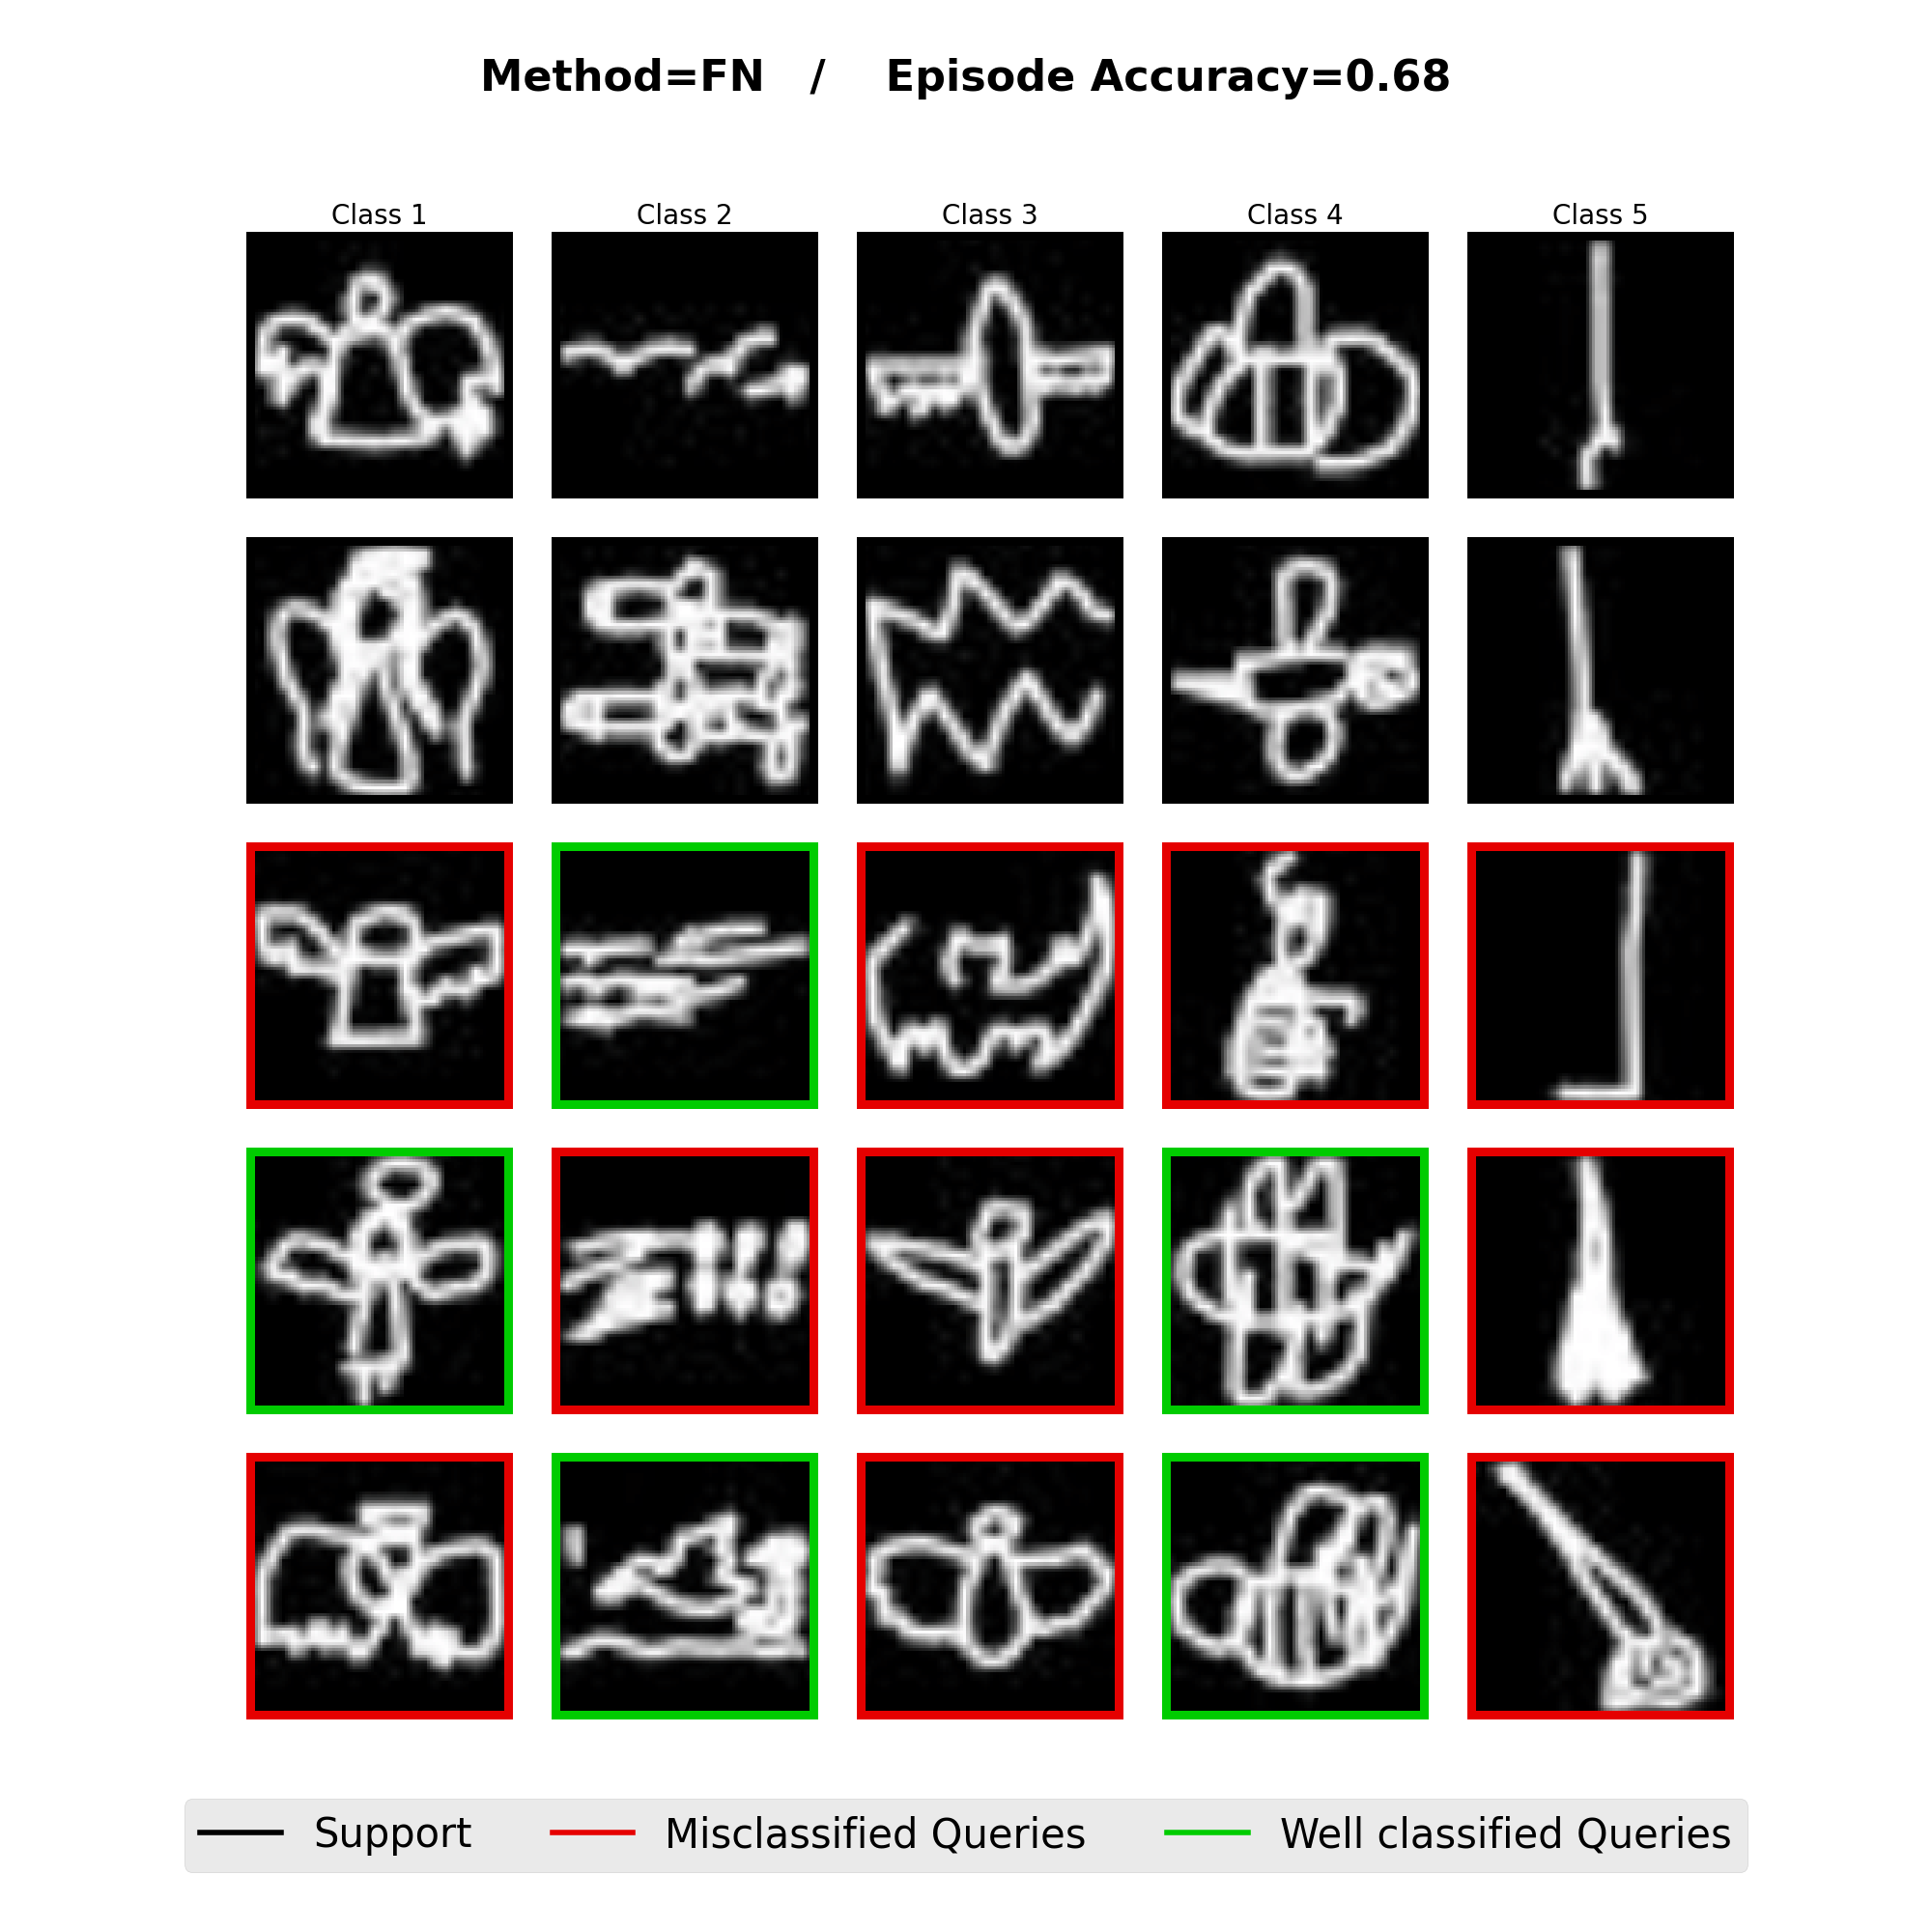 Method=FN / Episode Accuracy=0.68
Class 1 Class 2 Class 3 Class 4 Class 5
Support Misclassified Queries Well classified Queries